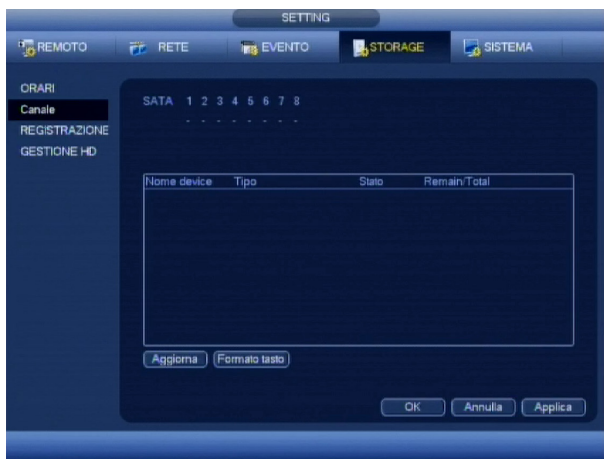 SETTING
REMOTO RETE EVENTO STORAGE SISTEMA
ORARI
Canale
REGISTRAZIONE
GESTIONE HD
SATA 1 2 3 4 5 6 7 8
- - - - - - - -
Nome device Tipo Stato Remain/Total
Aggiorna Formato tasto
OK Annulla Applica